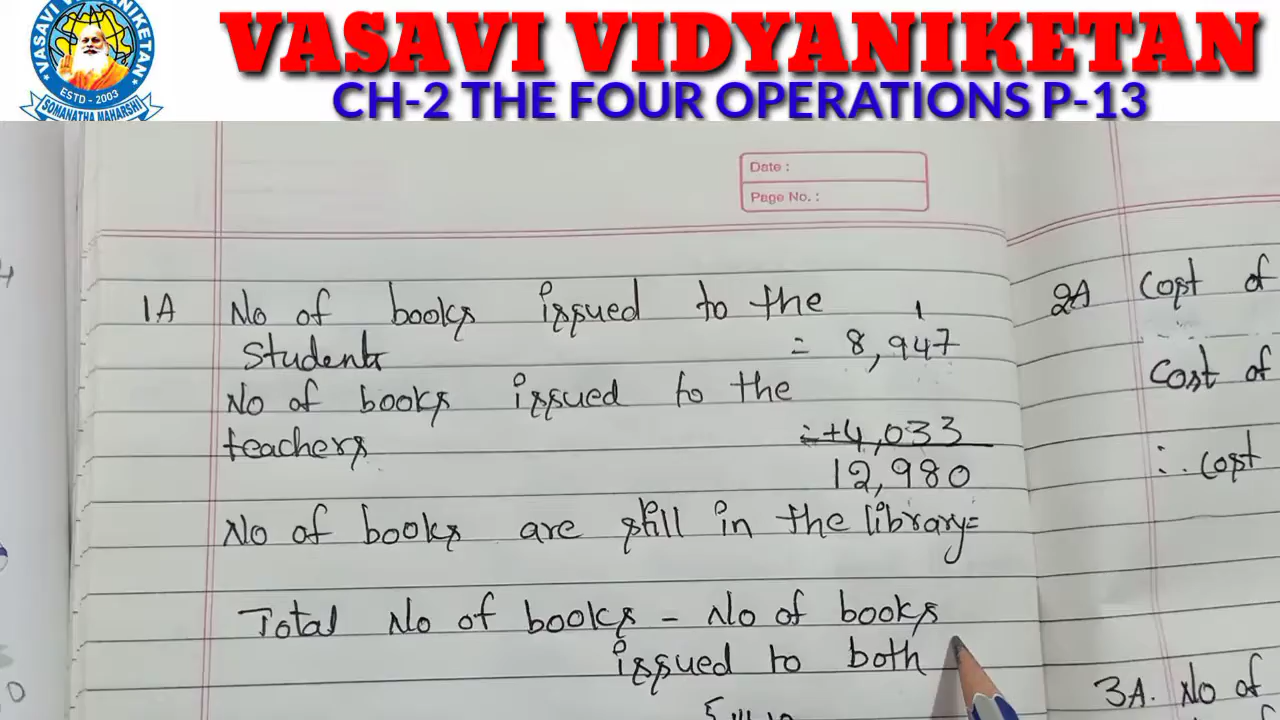 VASAVI VIDYANIKETAN
ESTD - 2003
SOMANATHA MAHARSHI
VASAVI VIDYANIKETAN
CH-2 THE FOUR OPERATIONS P-13
Date :
Page No. :
1A No of books issued to the
1
students = 8,947
No of books issued to the
teachers = +4,033
12,980
No of books are still in the library=
Total No of books - No of books
issued to both
2A Cost of
Cost of
∴ Cost
3A. No of